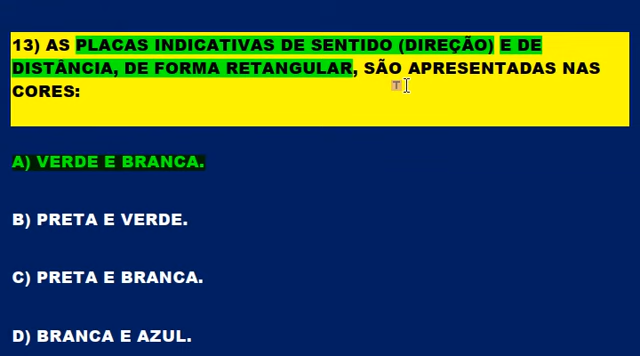 13) AS PLACAS INDICATIVAS DE SENTIDO (DIREÇÃO) E DE
DISTÂNCIA, DE FORMA RETANGULAR, SÃO APRESENTADAS NAS
CORES:
T
A) VERDE E BRANCA.
B) PRETA E VERDE.
C) PRETA E BRANCA.
D) BRANCA E AZUL.